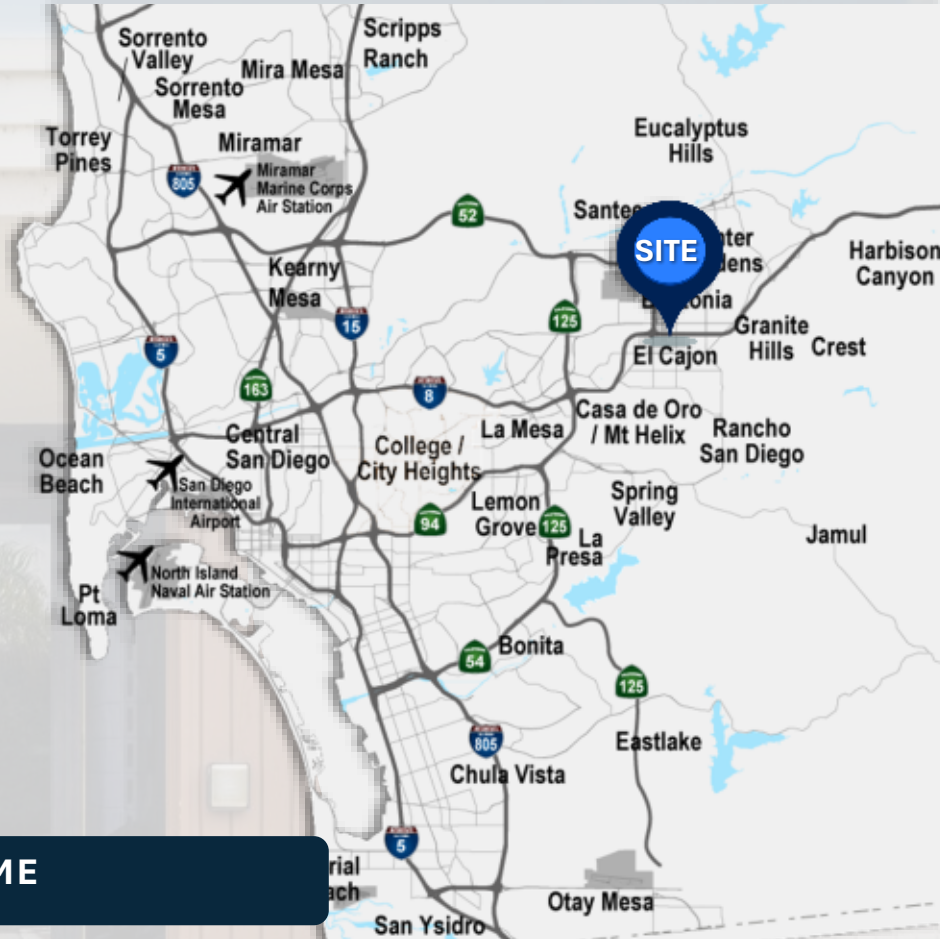 Scripps
Ranch
Sorrento
Valley
Mira Mesa
Sorrento
Mesa
Torrey
Pines
Miramar
Eucalyptus
Hills
805
Miramar
Marine Corps
Air Station
52
Santee
SITE
Harbison
Canyon
Kearny
Mesa
15
125
Granite
Hills
Crest
El Cajon
5
163
8
Casa de Oro
/ Mt Helix
La Mesa
Rancho
San Diego
Central
San Diego
College /
City Heights
Ocean
Beach
San Diego
International
Airport
Lemon
Grove
94
125
Spring
Valley
La
Presa
Jamul
North Island
Naval Air Station
Pt
Loma
54
Bonita
125
805
Eastlake
Chula Vista
5
ME
Otay Mesa
San Ysidro